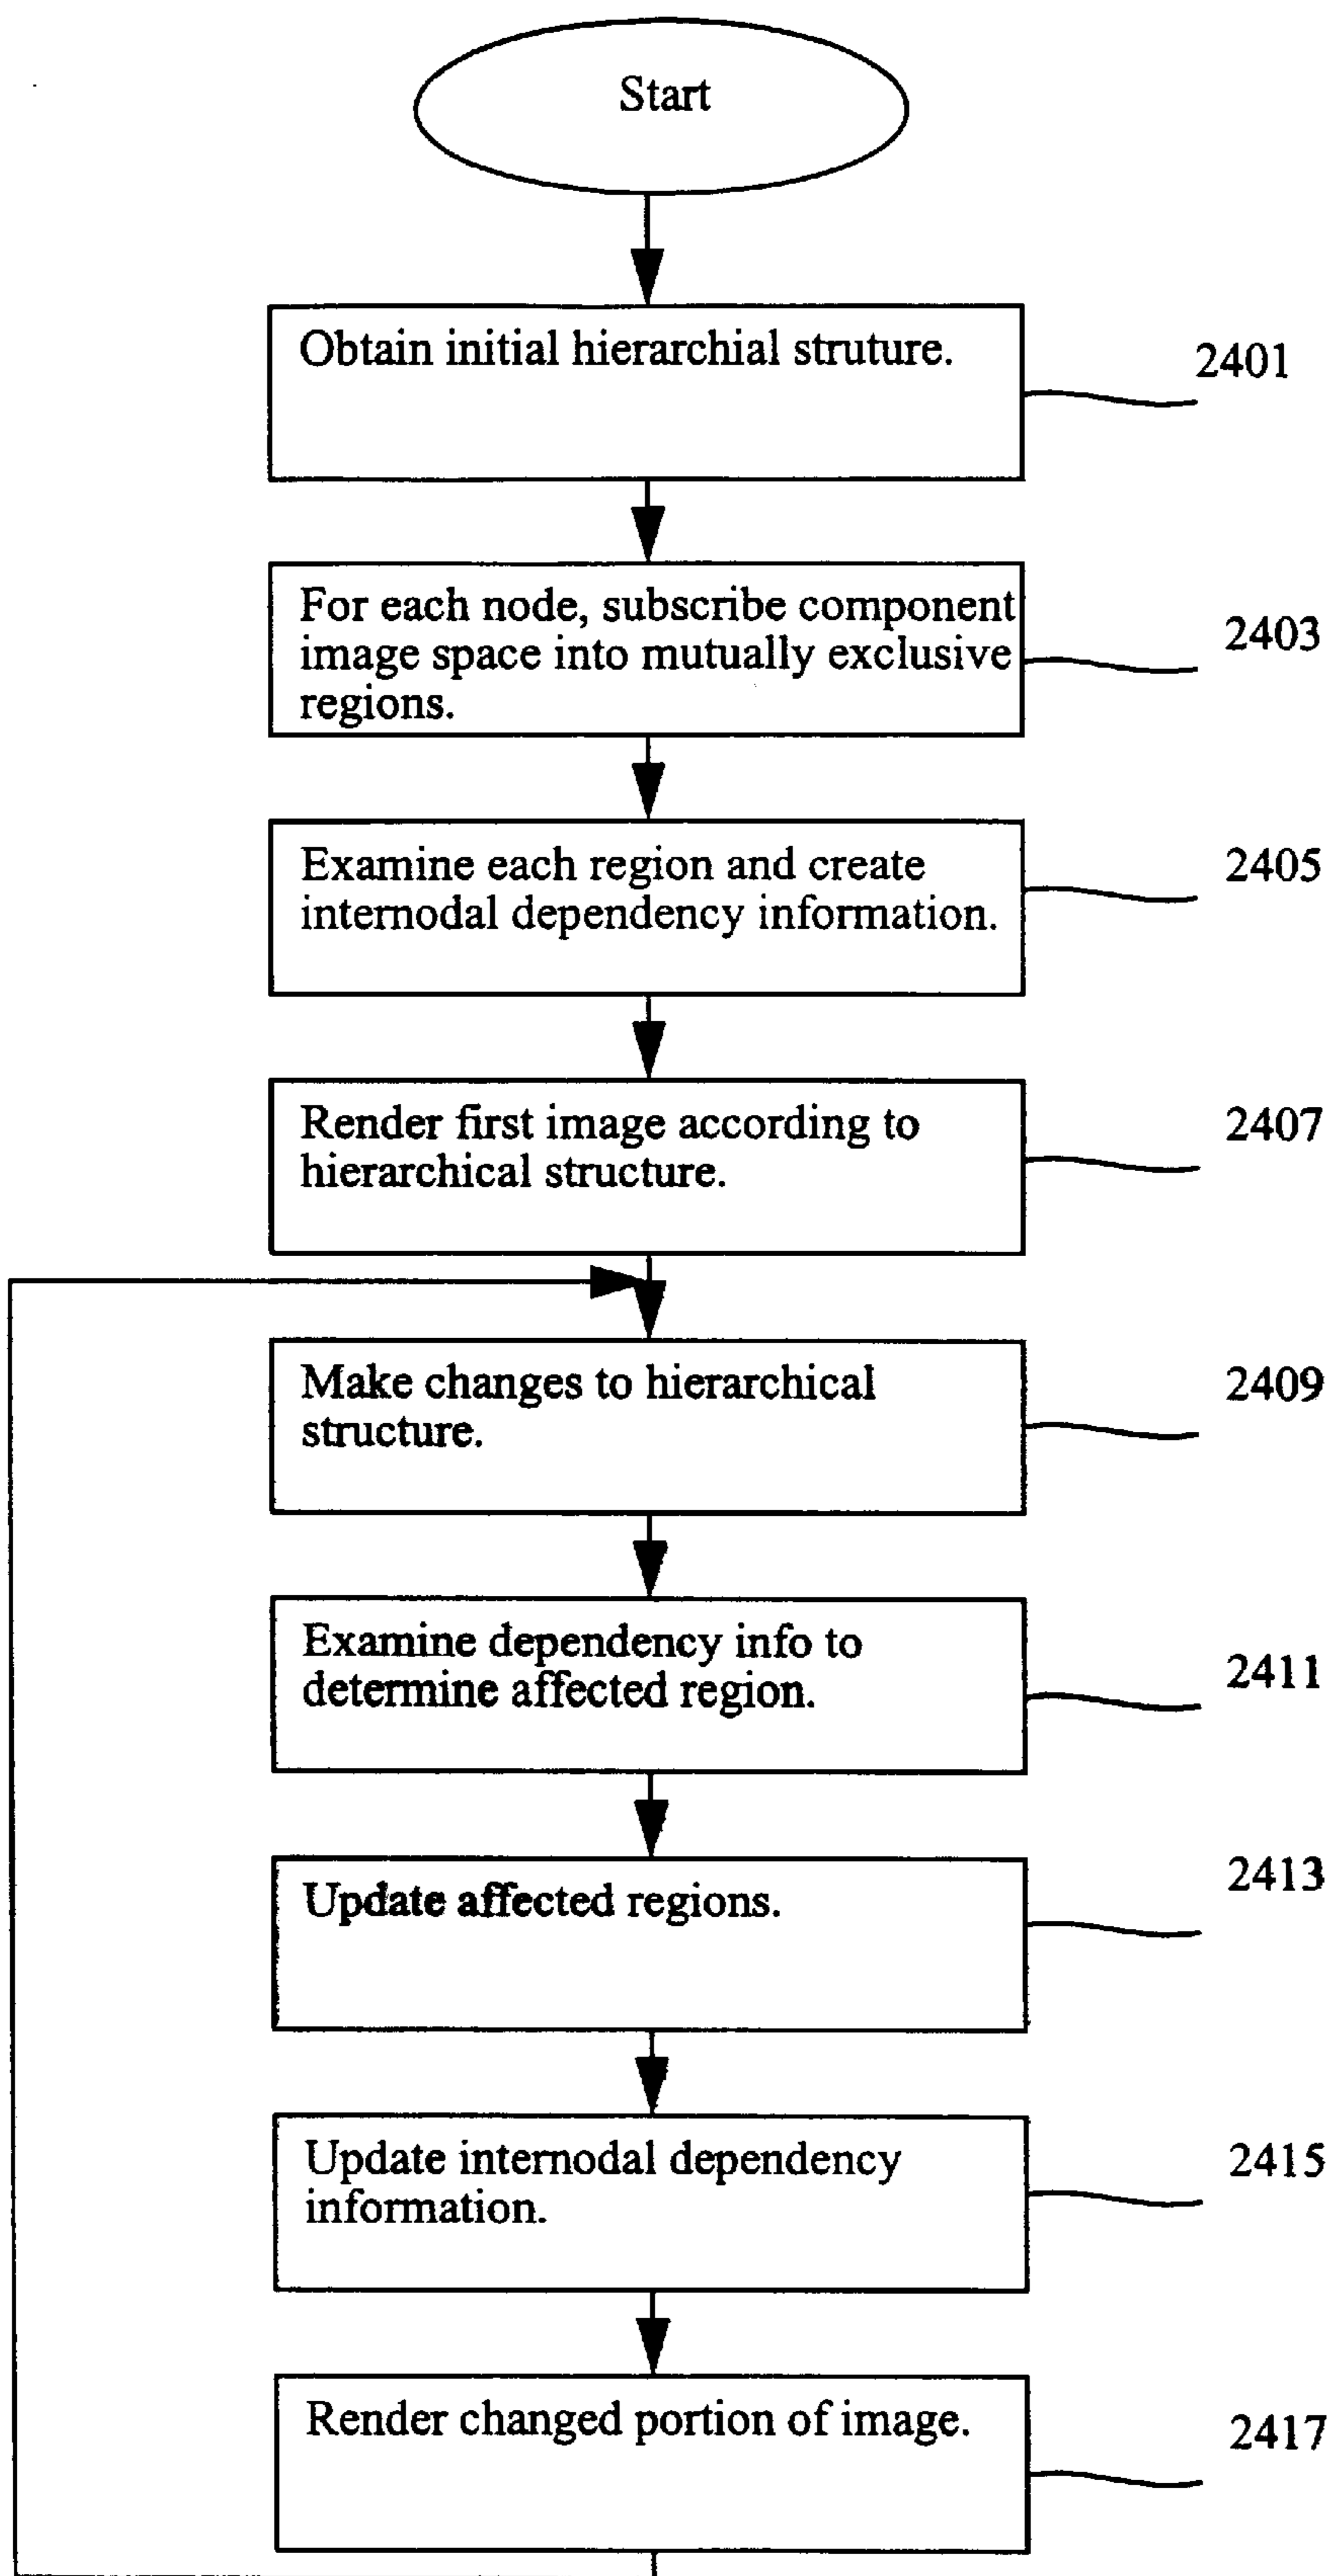 Start
Obtain initial hierarchial struture.
2401
For each node, subscribe component
image space into mutually exclusive
regions.
2403
Examine each region and create
internodal dependency information.
2405
Render first image according to
hierarchical structure.
2407
Make changes to hierarchical
structure.
2409
Examine dependency info to
determine affected region.
2411
Update affected regions.
2413
Update internodal dependency
information.
2415
Render changed portion of image.
2417